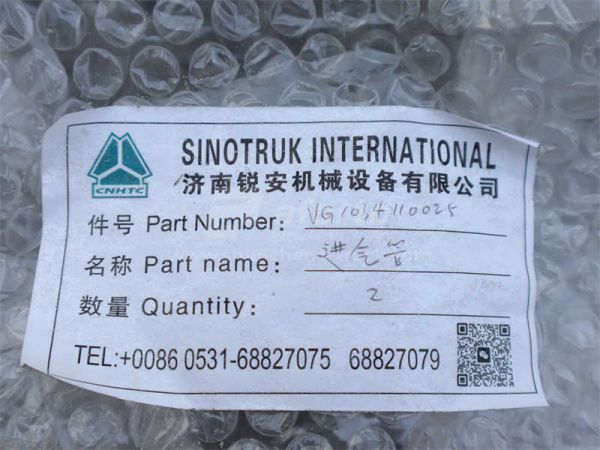 SINOTRUK INTERNATIONAL
CNHTC
济南锐安机械设备有限公司
件号 Part Number: VG1034110025
名称 Part name: 进气管
数量 Quantity: 2
TEL:+0086 0531-68827075 68827079